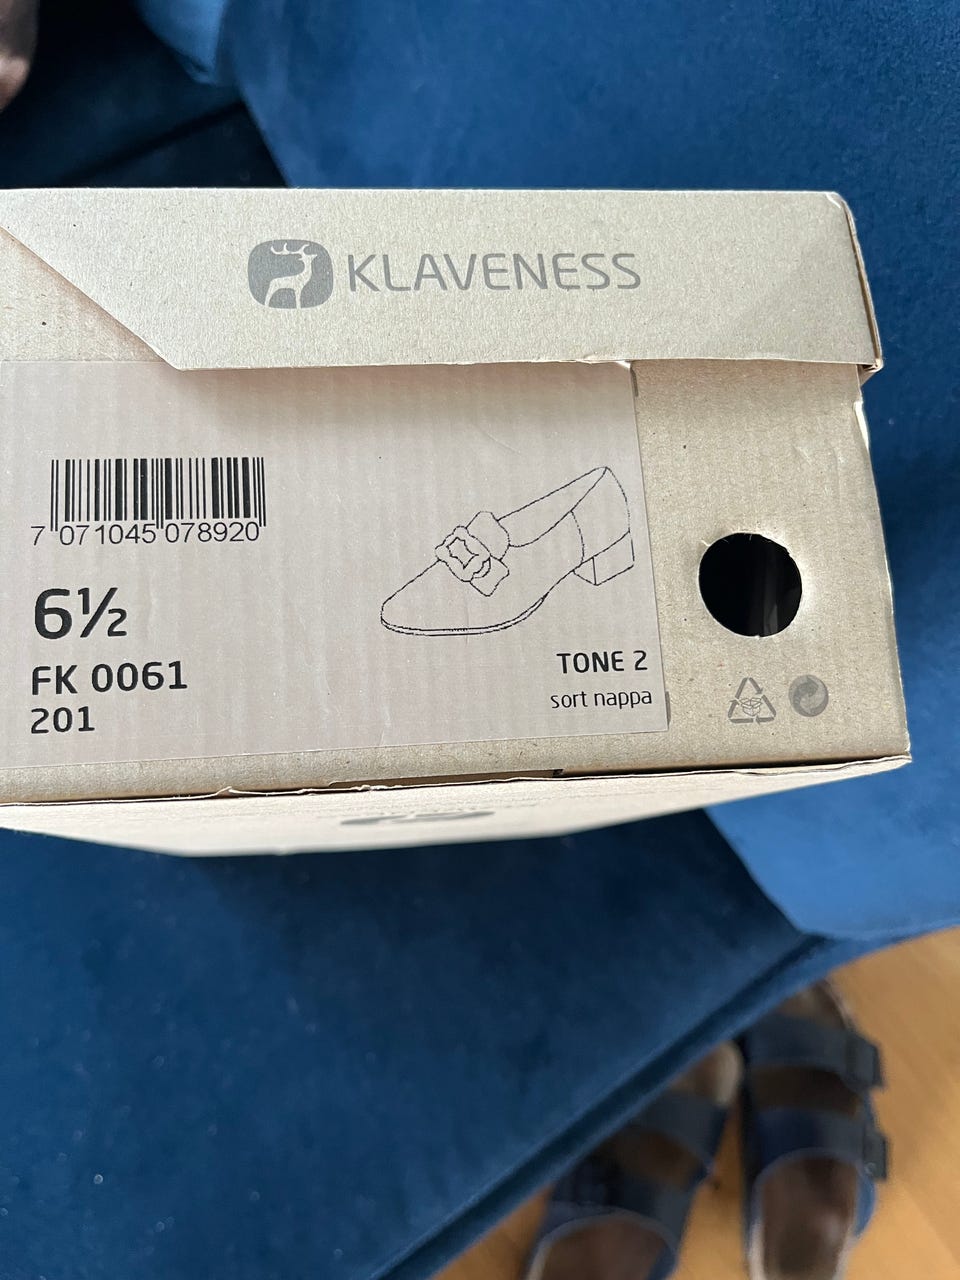 KLAVENESS
7 071045 078920
6½
FK 0061
201
TONE 2
sort nappa